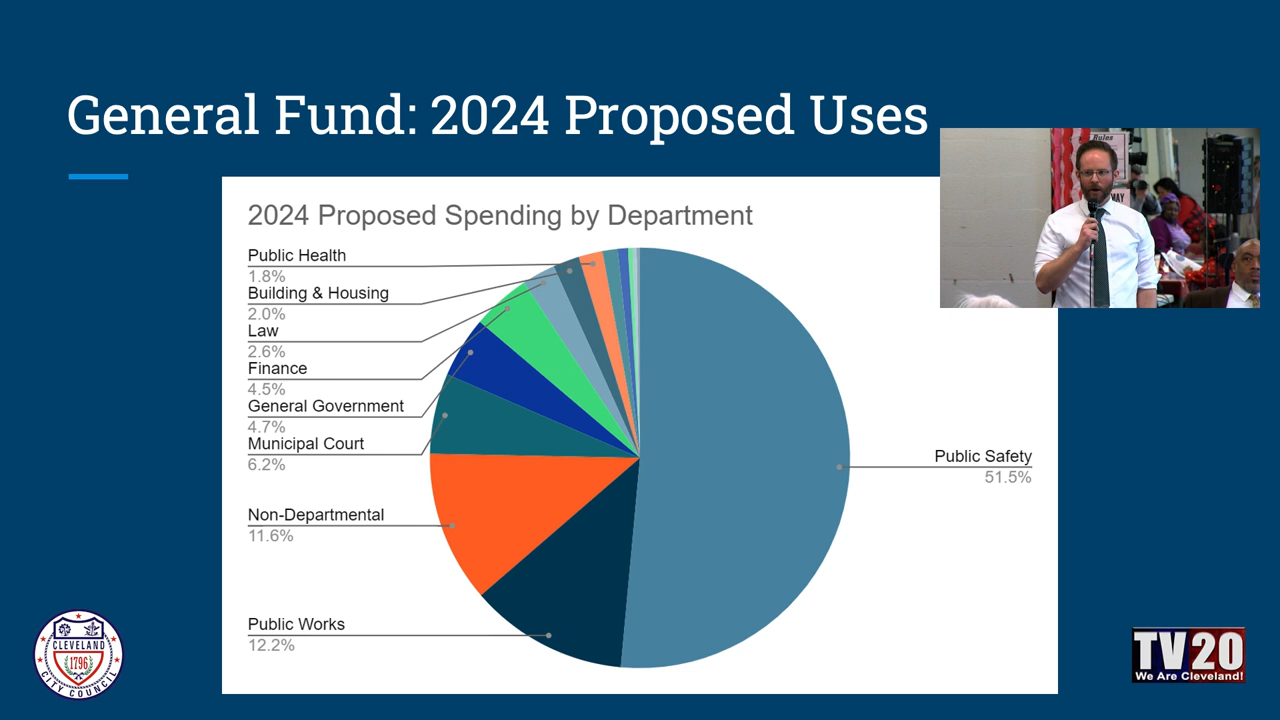 General Fund: 2024 Proposed Uses
Rules
MAY
2024 Proposed Spending by Department
Public Health
1.8%
Building & Housing
2.0%
Law
2.6%
Finance
4.5%
General Government
4.7%
Municipal Court
6.2%
Non-Departmental
11.6%
Public Works
12.2%
Public Safety
51.5%
CLEVELAND
1796
CITY COUNCIL
TV20
We Are Cleveland!